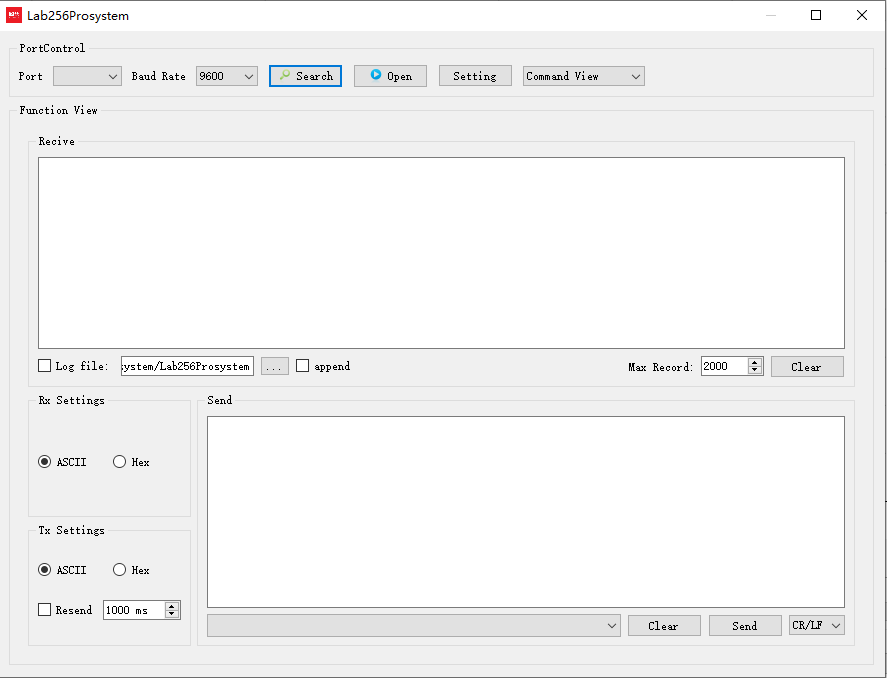 Lab256Prosystem
PortControl
Port Baud Rate 9600 Search Open Setting Command View
Function View
Recive
Log file: system/Lab256Prosystem ... append Max Record: 2000 Clear
Rx Settings
ASCII Hex
Send
Tx Settings
ASCII Hex
Resend 1000 ms
Clear Send CR/LF